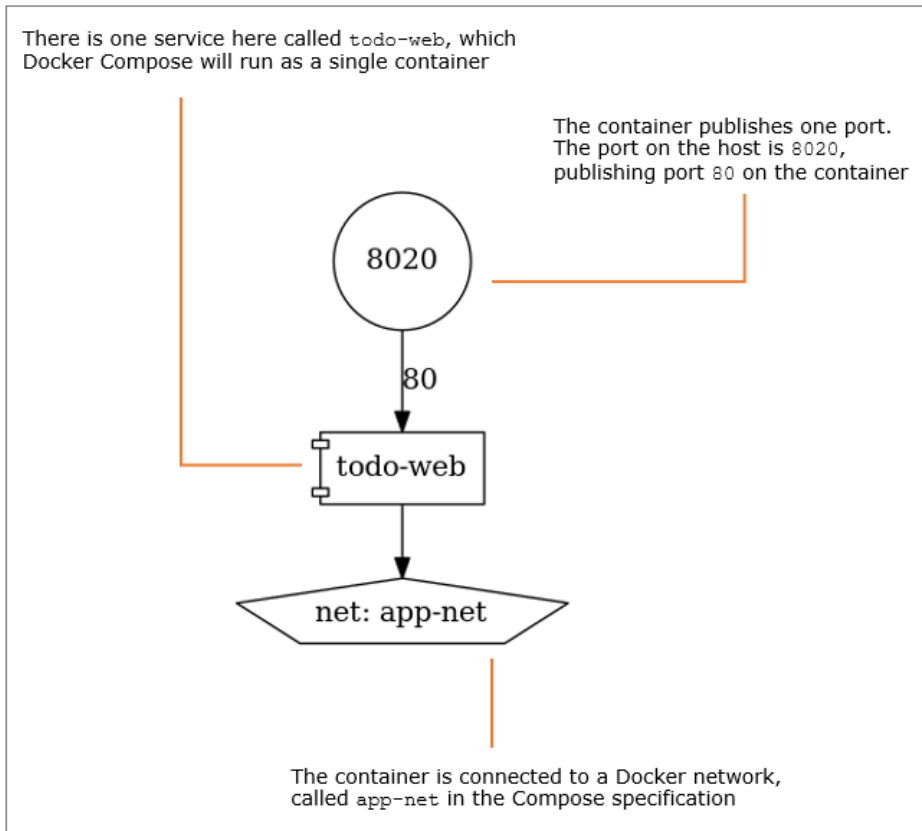 There is one service here called todo-web, which
Docker Compose will run as a single container
The container publishes one port.
The port on the host is 8020,
publishing port 80 on the container
8020
80
todo-web
net: app-net
The container is connected to a Docker network,
called app-net in the Compose specification